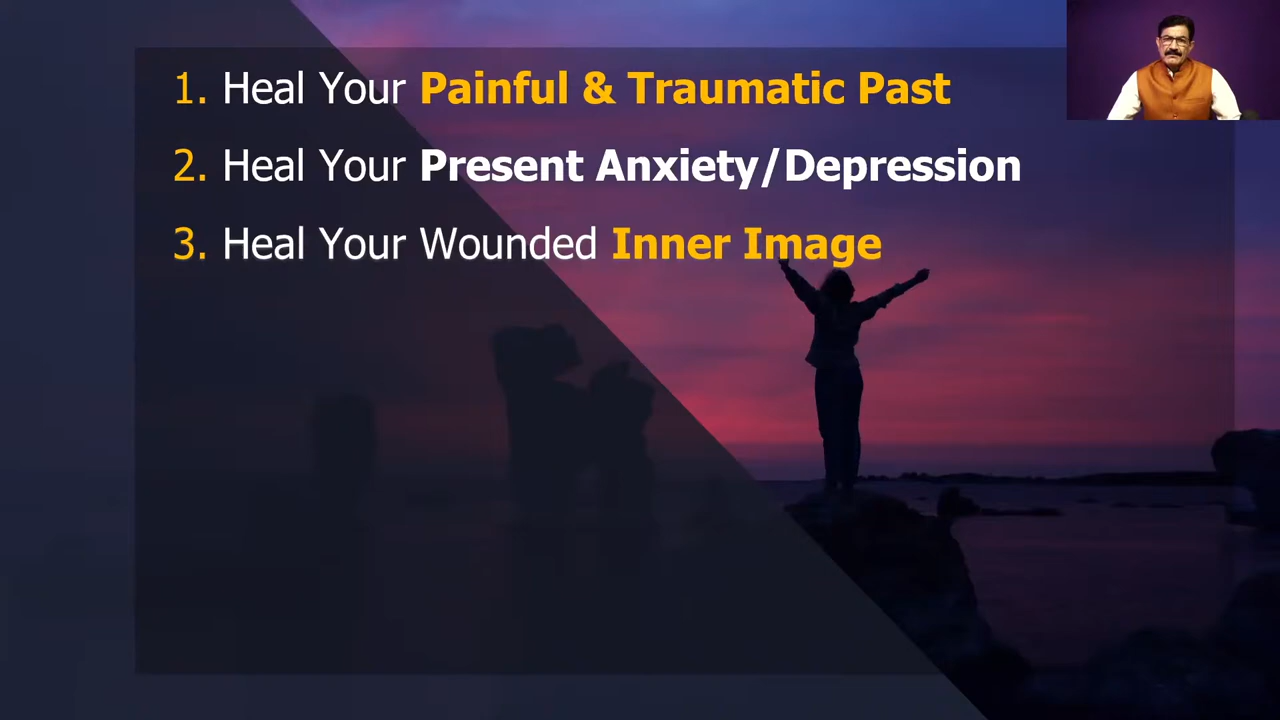 1. Heal Your Painful & Traumatic Past
2. Heal Your Present Anxiety/Depression
3. Heal Your Wounded Inner Image